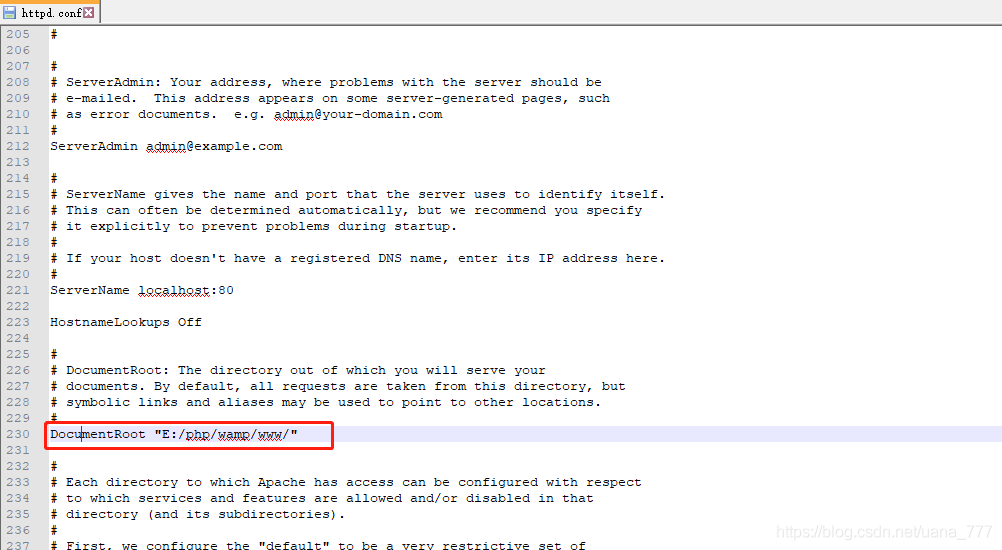 httpd.conf
205 #
206
207 #
208 # ServerAdmin: Your address, where problems with the server should be
209 # e-mailed.  This address appears on some server-generated pages, such
210 # as error documents.  e.g. admin@your-domain.com
211 #
212 ServerAdmin admin@example.com
213
214 #
215 # ServerName gives the name and port that the server uses to identify itself.
216 # This can often be determined automatically, but we recommend you specify
217 # it explicitly to prevent problems during startup.
218 #
219 # If your host doesn't have a registered DNS name, enter its IP address here.
220 #
221 ServerName localhost:80
222
223 HostnameLookups Off
224
225 #
226 # DocumentRoot: The directory out of which you will serve your
227 # documents. By default, all requests are taken from this directory, but
228 # symbolic links and aliases may be used to point to other locations.
229 #
230 DocumentRoot "E:/php/wamp/www/"
231
232 #
233 # Each directory to which Apache has access can be configured with respect
234 # to which services and features are allowed and/or disabled in that
235 # directory (and its subdirectories).
236 #
237 # First, we configure the "default" to be a very restrictive set of
https://blog.csdn.net/uana_777